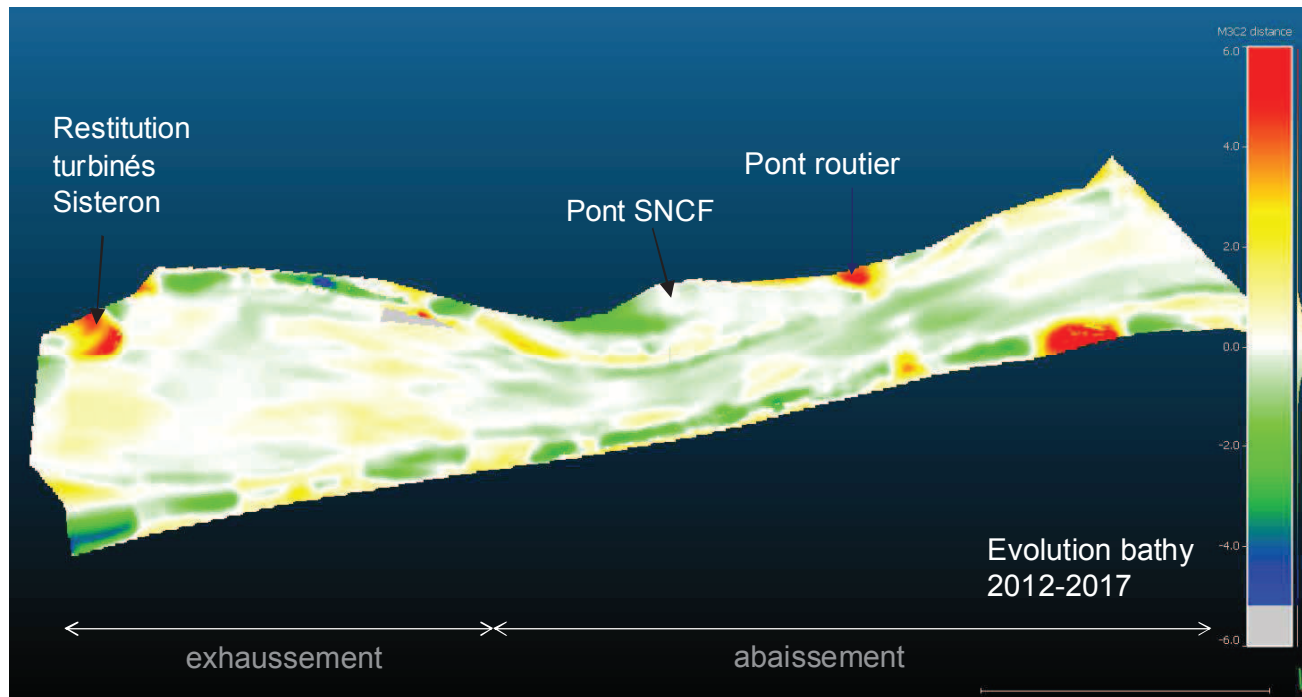 M3C2 distance
6.0
Restitution
turbinés
Sisteron
4.0
Pont routier
Pont SNCF
2.0
0.0
-2.0
-4.0
Evolution bathy
2012-2017
-6.0
exhaussement
abaissement